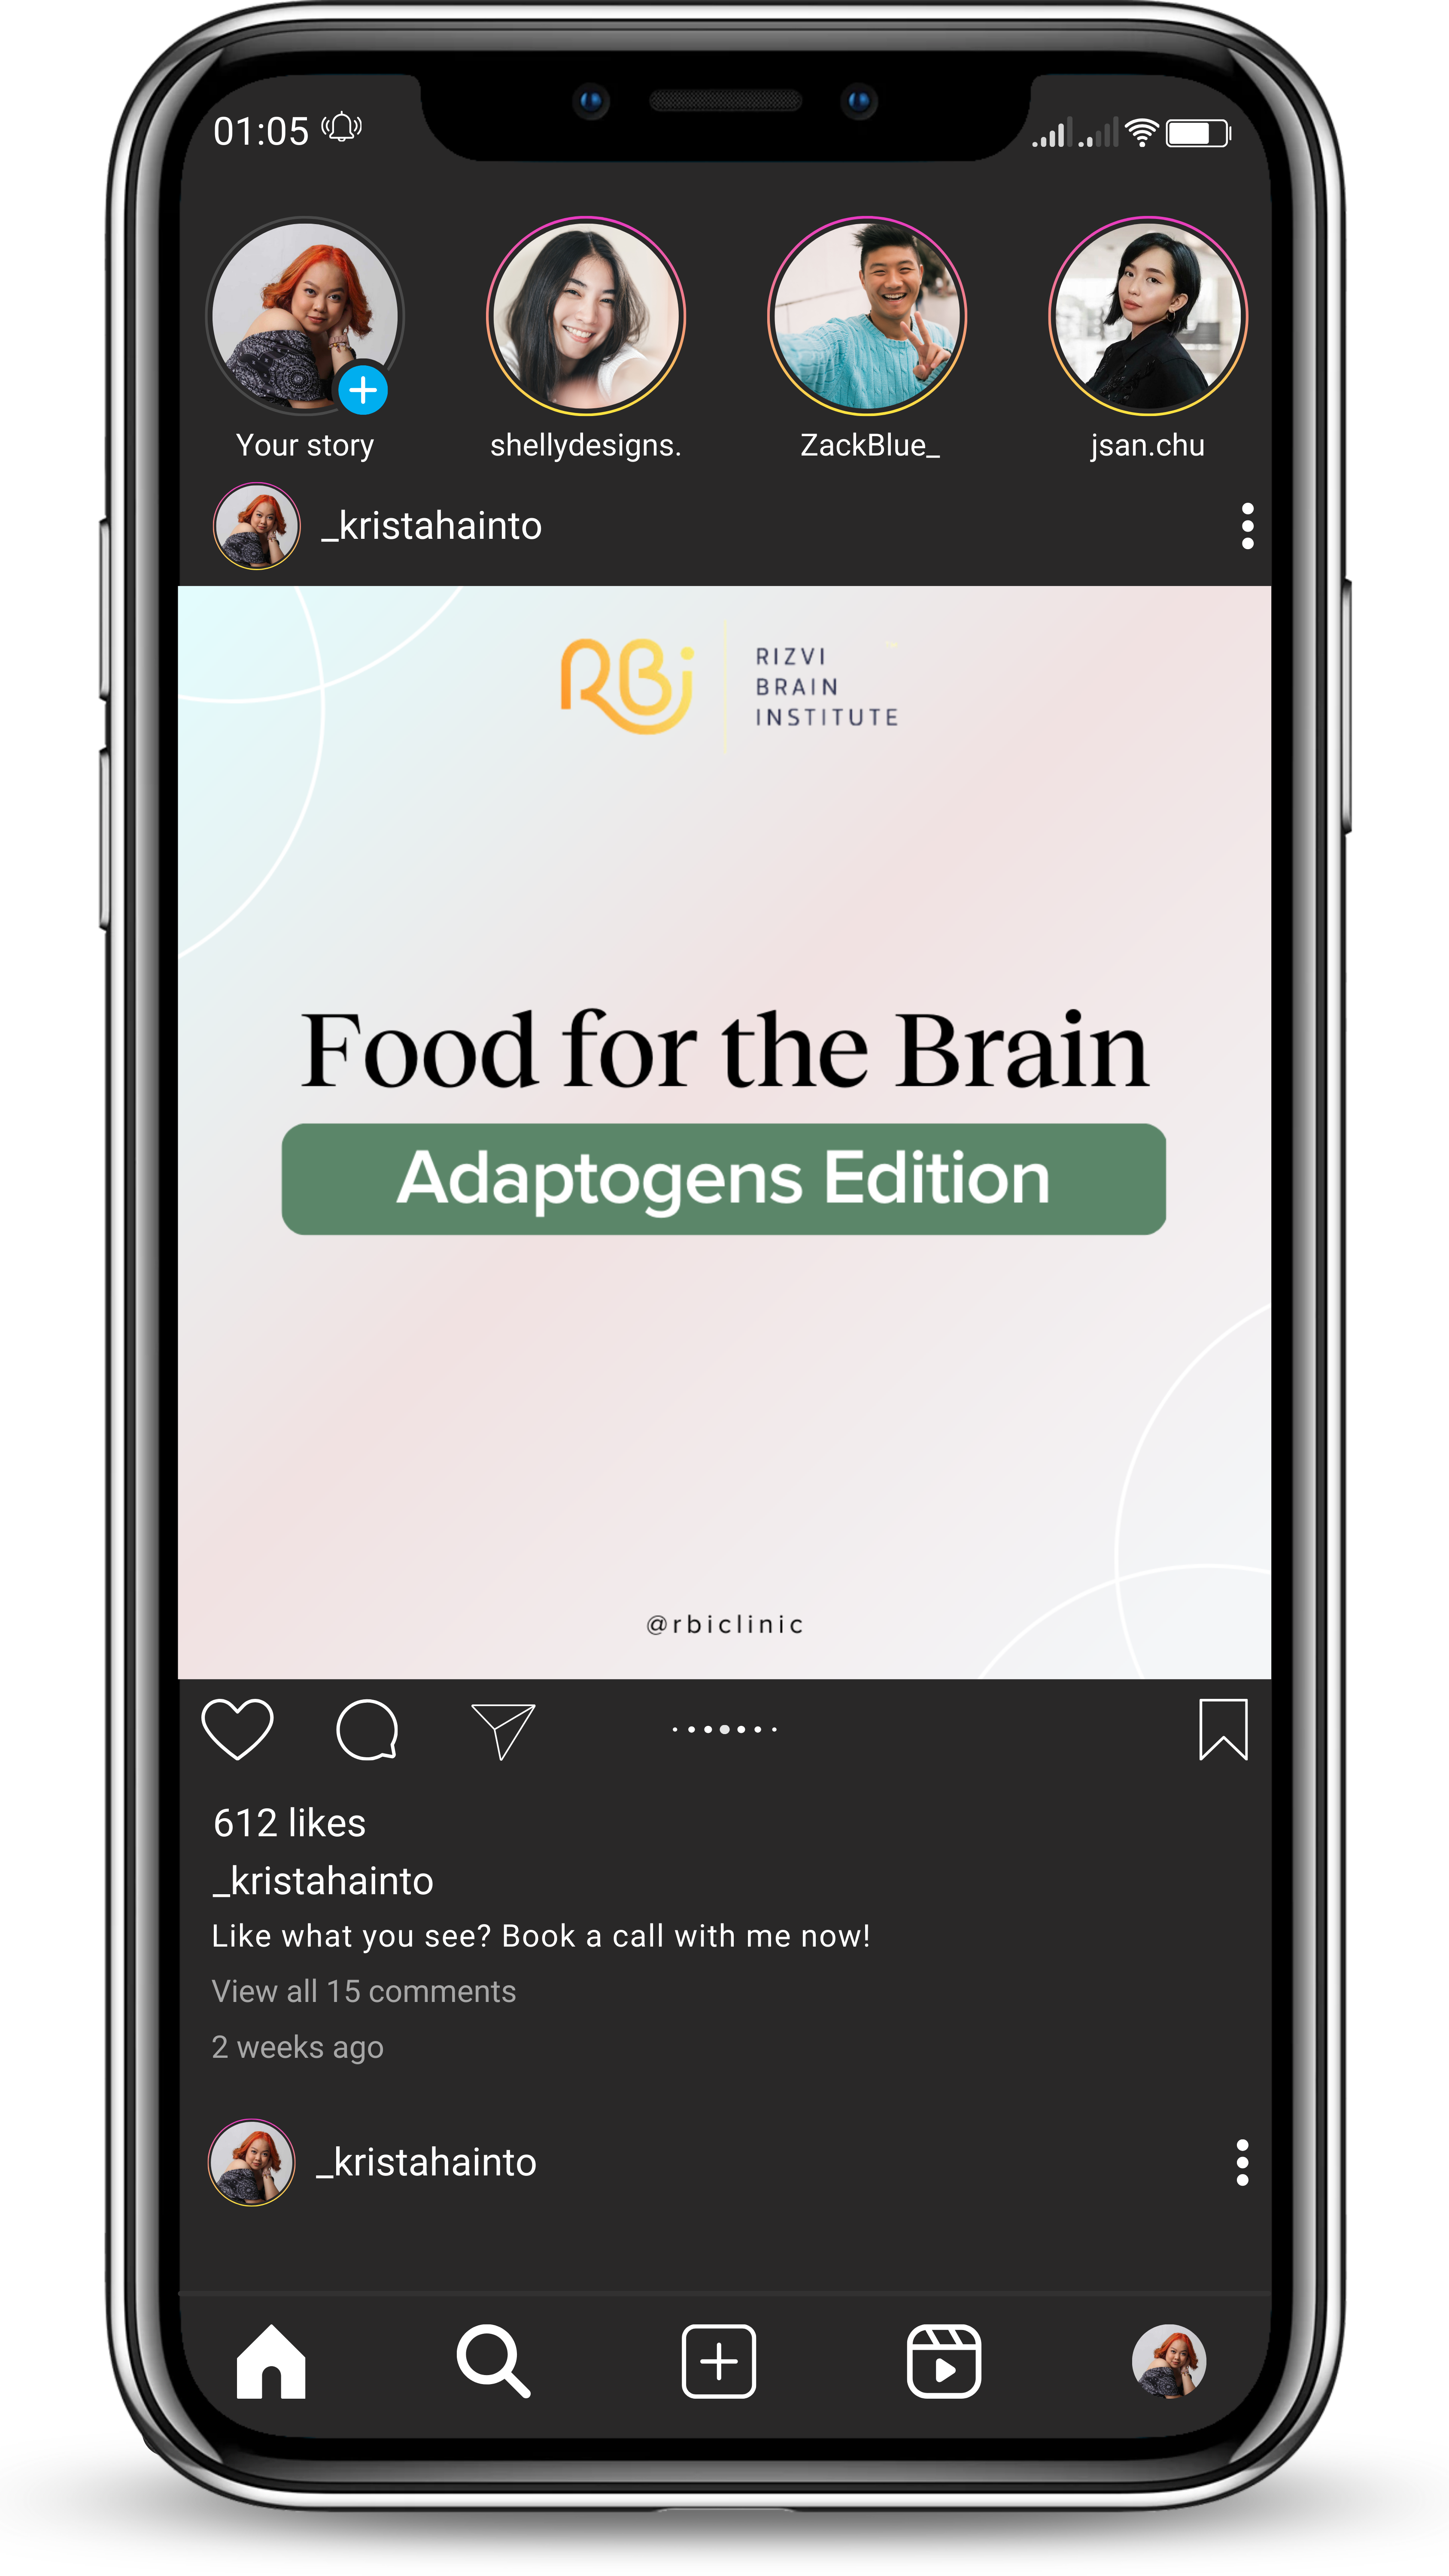 01:05
Your story
shellydesigns.
ZackBlue_
jsan.chu
_kristahainto
RBi
RIZVI
BRAIN
INSTITUTE
Food for the Brain
Adaptogens Edition
@rbiclinic
612 likes
_kristahainto
Like what you see? Book a call with me now!
View all 15 comments
2 weeks ago
_kristahainto